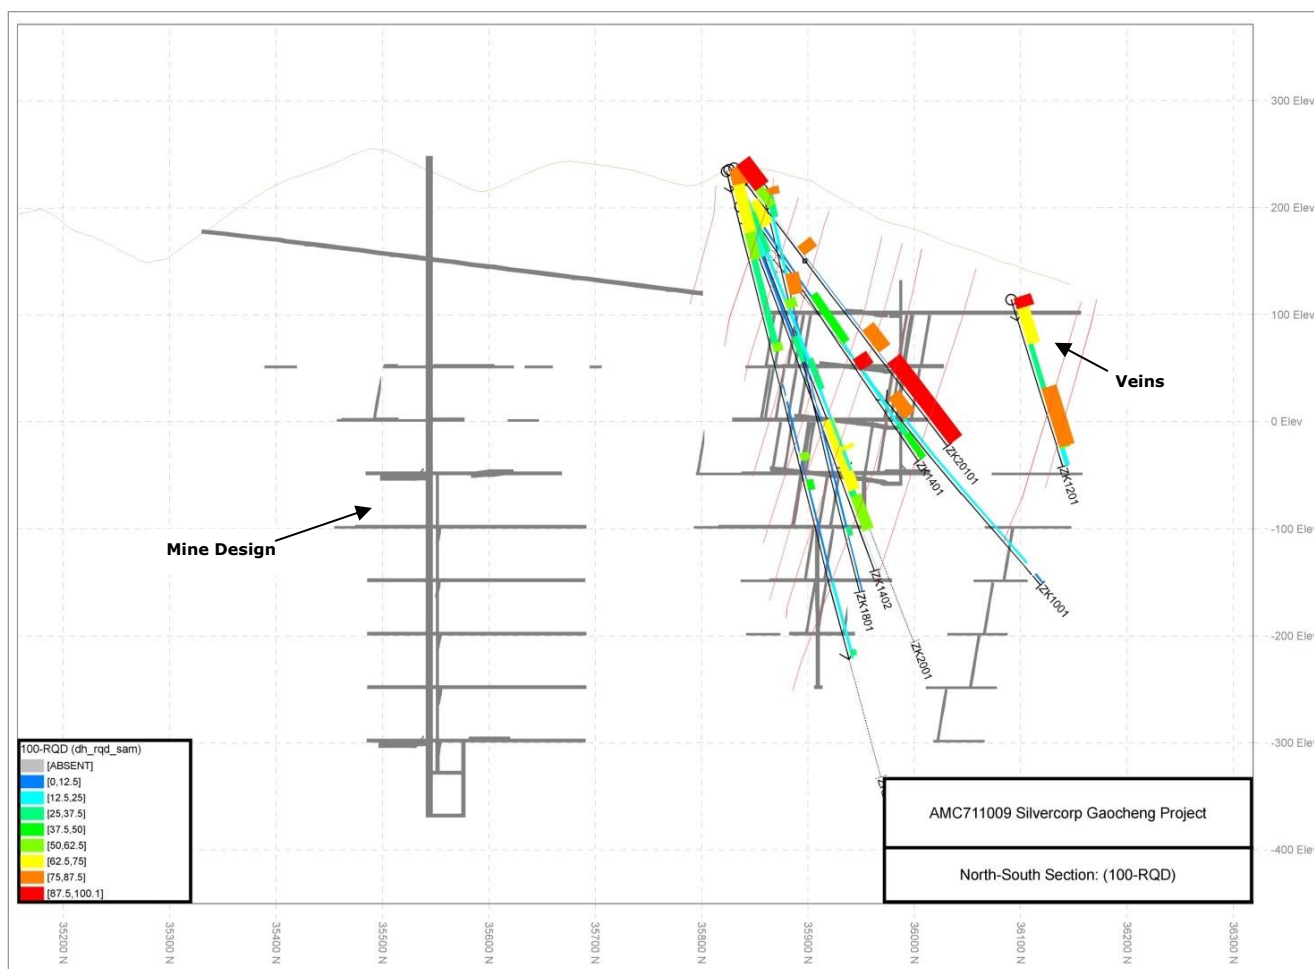 300 Elev
200 Elev
100 Elev
0 Elev
-100 Elev
-200 Elev
-300 Elev
-400 Elev
Veins
Mine Design
ZK20101
ZK1401
ZK1201
ZK1001
ZK1402
ZK1801
ZK2001
100-RQD (dh_rqd_sam)
[ABSENT]
[0,12.5]
[12.5,25]
[25,37.5]
[37.5,50]
[50,62.5]
[62.5,75]
[75,87.5]
[87.5,100.1]
AMC711009 Silvercorp Gaocheng Project
North-South Section: (100-RQD)
35200 N
35300 N
35400 N
35500 N
35600 N
35700 N
35800 N
35900 N
36000 N
36100 N
36200 N
36300 N